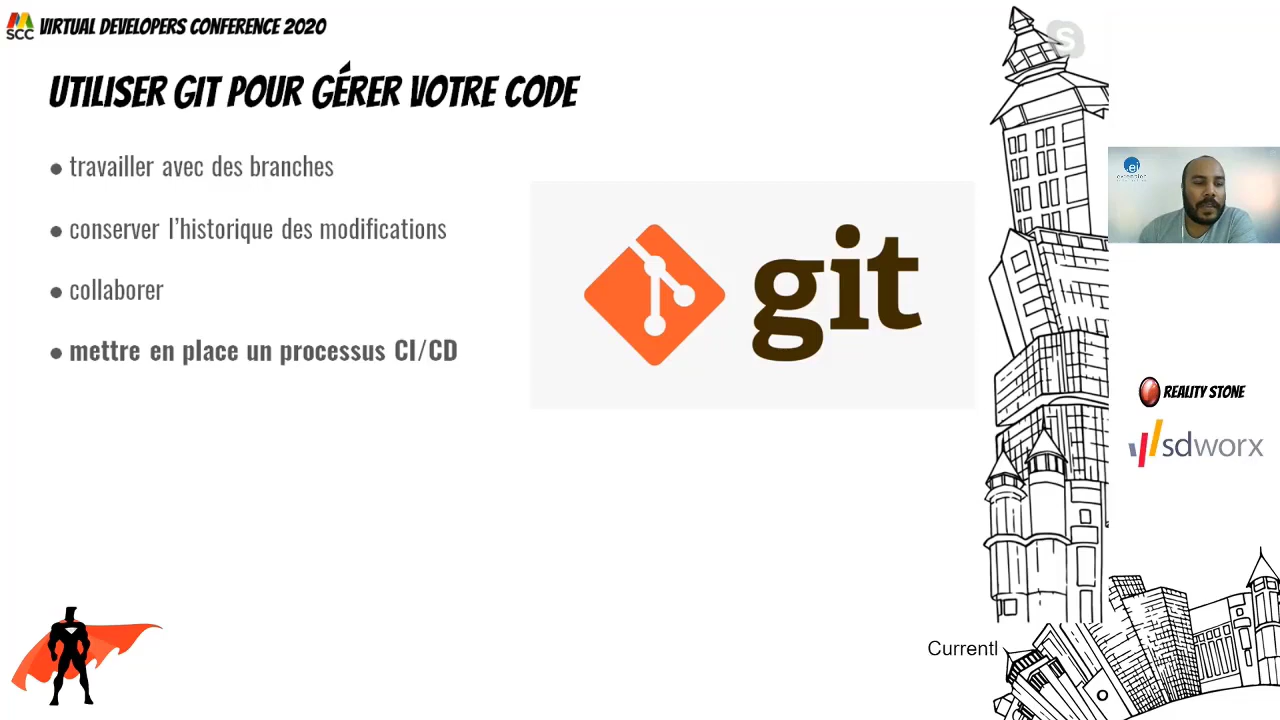 MSCC VIRTUAL DEVELOPERS CONFERENCE 2020
UTILISER GIT POUR GÉRER VOTRE CODE
● travailler avec des branches
● conserver l'historique des modifications
● collaborer
● mettre en place un processus CI/CD
git
REALITY STONE
sdworx
Currentl